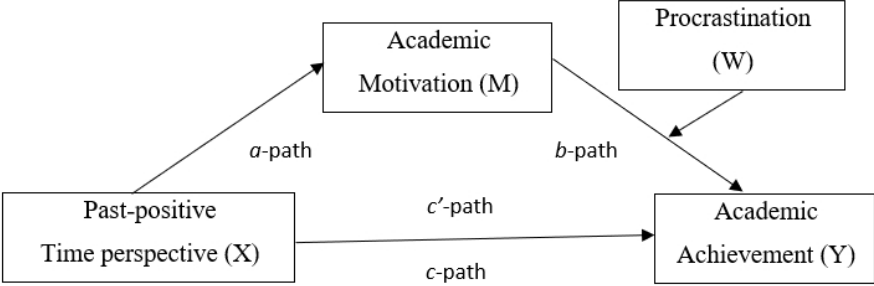 Procrastination
(W)
Academic
Motivation (M)
a-path
b-path
Past-positive
Time perspective (X)
c’-path
c-path
Academic
Achievement (Y)